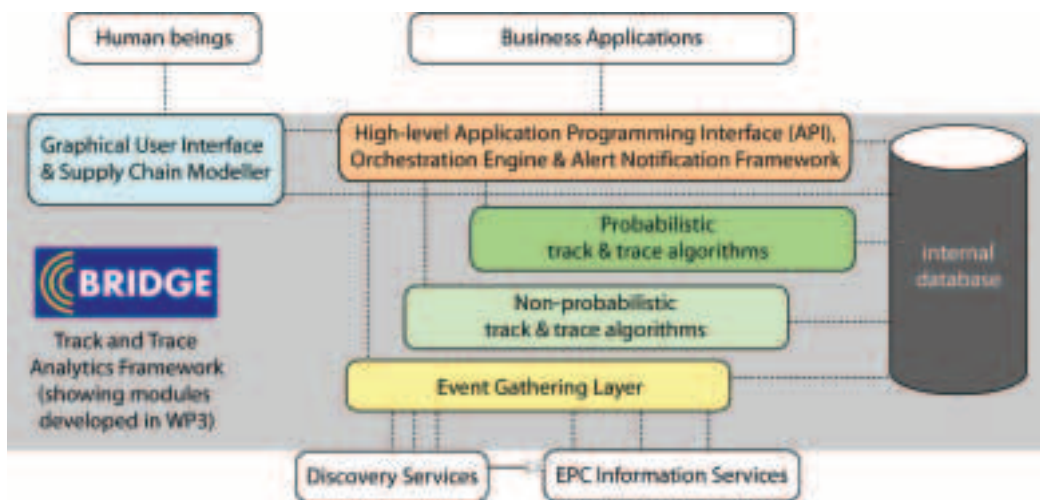 Human beings
Business Applications
Graphical User Interface
& Supply Chain Modeller
High-level Application Programming Interface (API),
Orchestration Engine & Alert Notification Framework
Probabilistic
track & trace algorithms
internal
database
BRIDGE
Non-probabilistic
track & trace algorithms
Track and Trace
Analytics Framework
(showing modules
developed in WP3)
Event Gathering Layer
Discovery Services
EPC Information Services